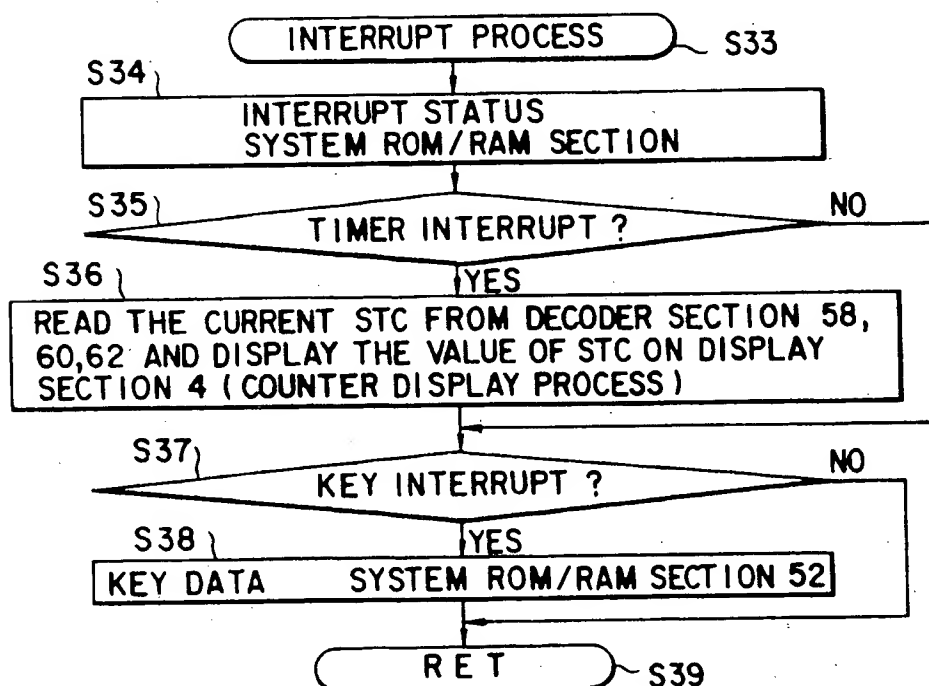 INTERRUPT PROCESS
S33
S34
INTERRUPT STATUS
SYSTEM ROM/RAM SECTION
S35
TIMER INTERRUPT ?
NO
YES
S36
READ THE CURRENT STC FROM DECODER SECTION 58,
60,62 AND DISPLAY THE VALUE OF STC ON DISPLAY
SECTION 4 (COUNTER DISPLAY PROCESS)
S37
KEY INTERRUPT ?
NO
YES
S38
KEY DATA SYSTEM ROM/RAM SECTION 52
RET
S39